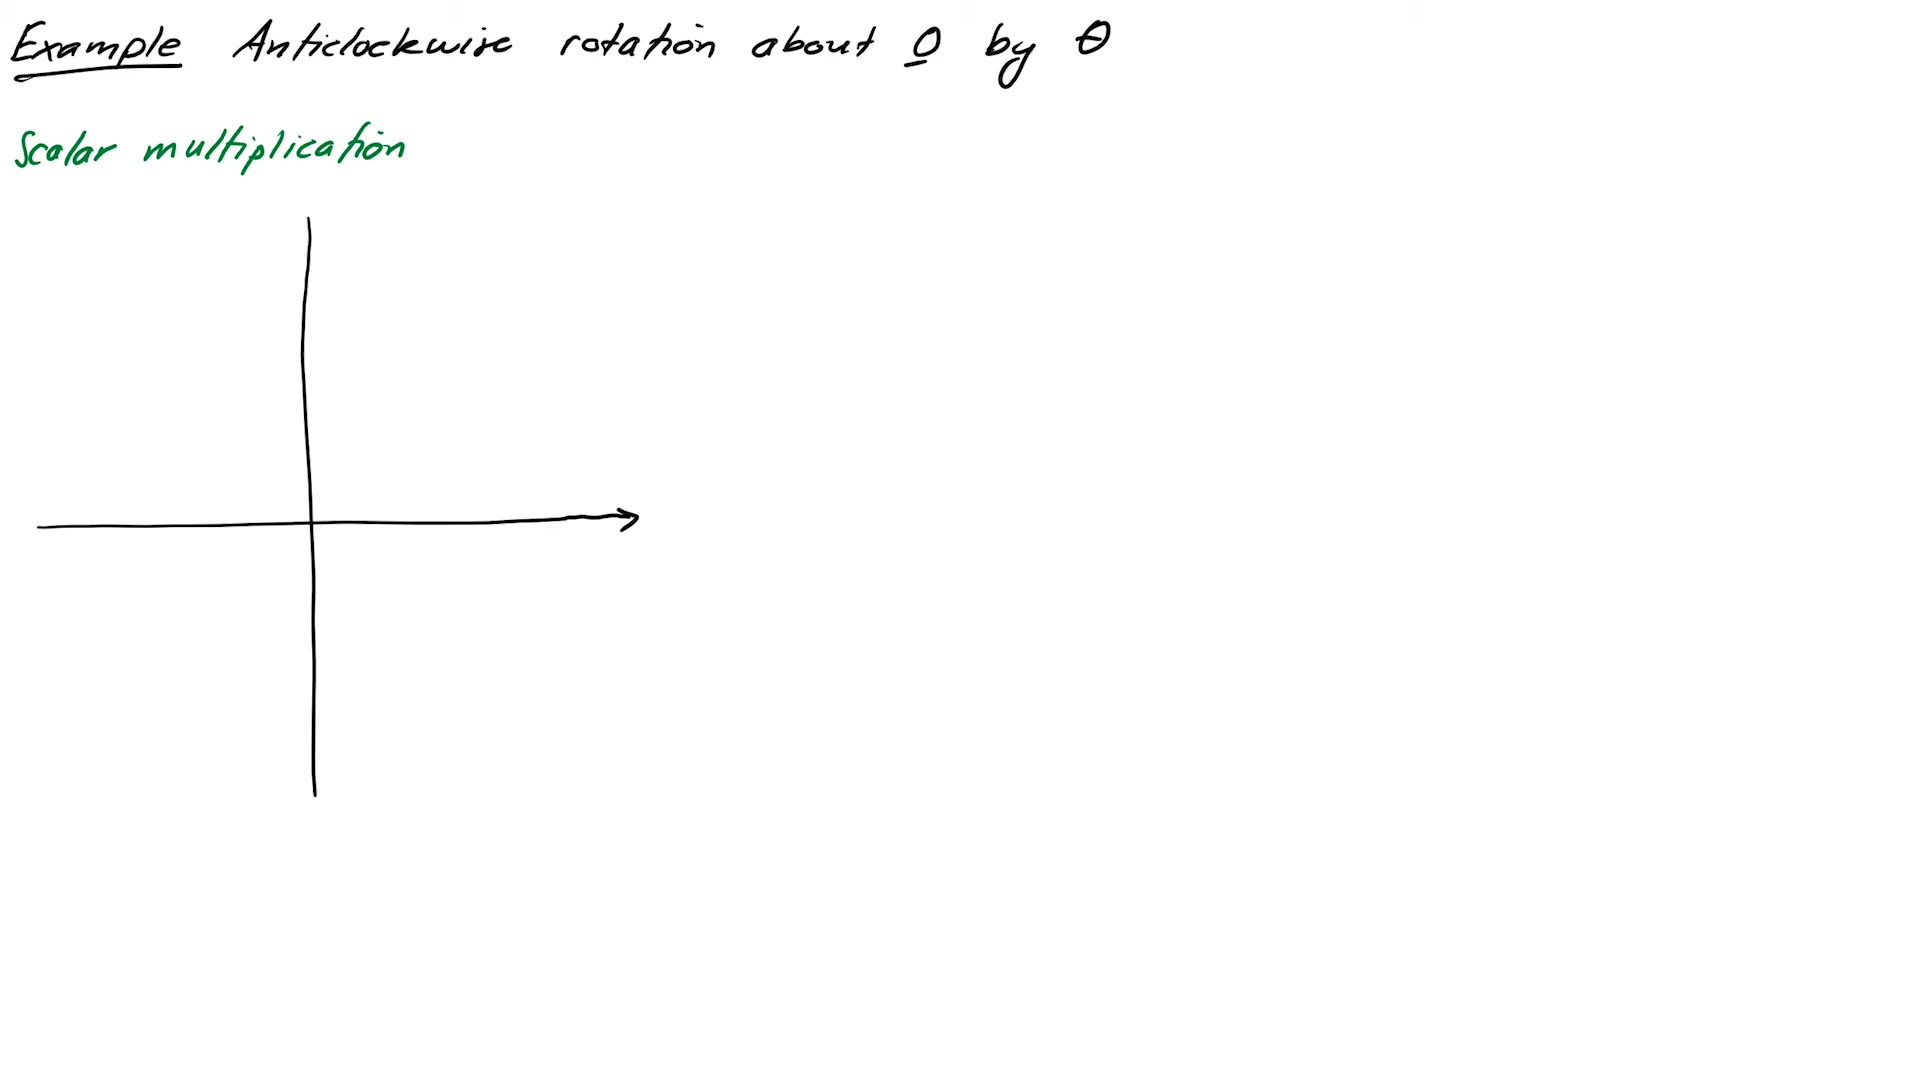 Example Anticlockwise rotation about 0 by θ
Scalar multiplication